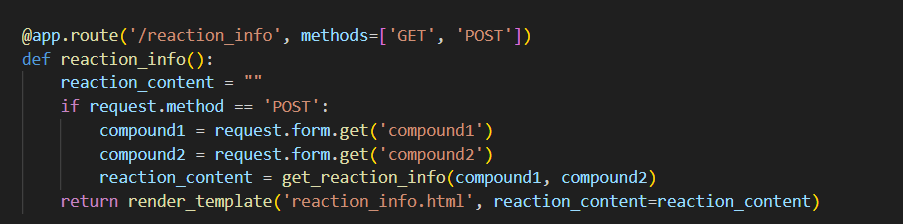 @app.route('/reaction_info', methods=['GET', 'POST'])
def reaction_info():
    reaction_content = ""
    if request.method == 'POST':
        compound1 = request.form.get('compound1')
        compound2 = request.form.get('compound2')
        reaction_content = get_reaction_info(compound1, compound2)
    return render_template('reaction_info.html', reaction_content=reaction_content)